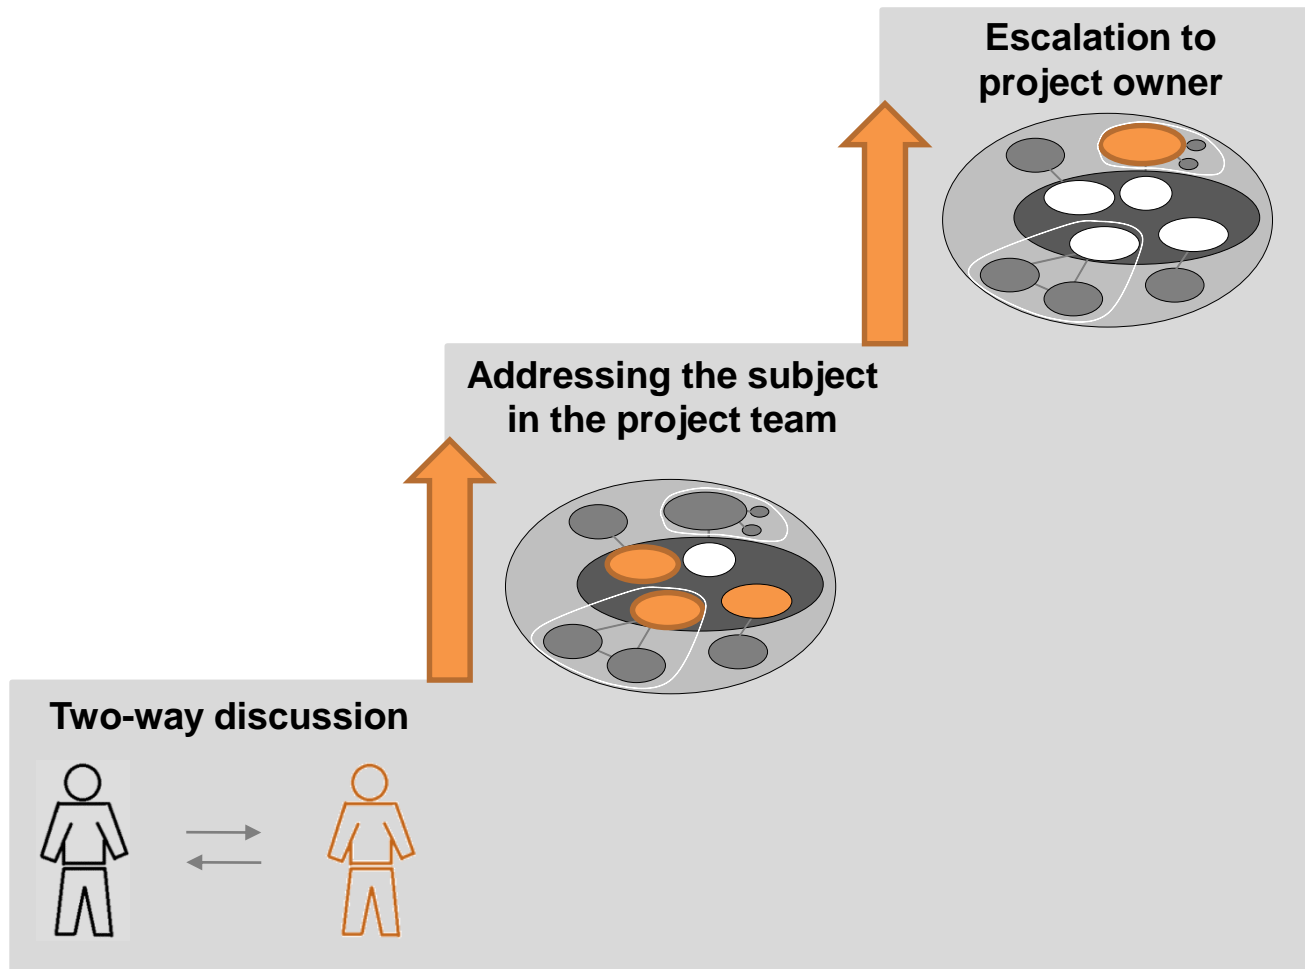 Escalation to
project owner
Addressing the subject
in the project team
Two-way discussion